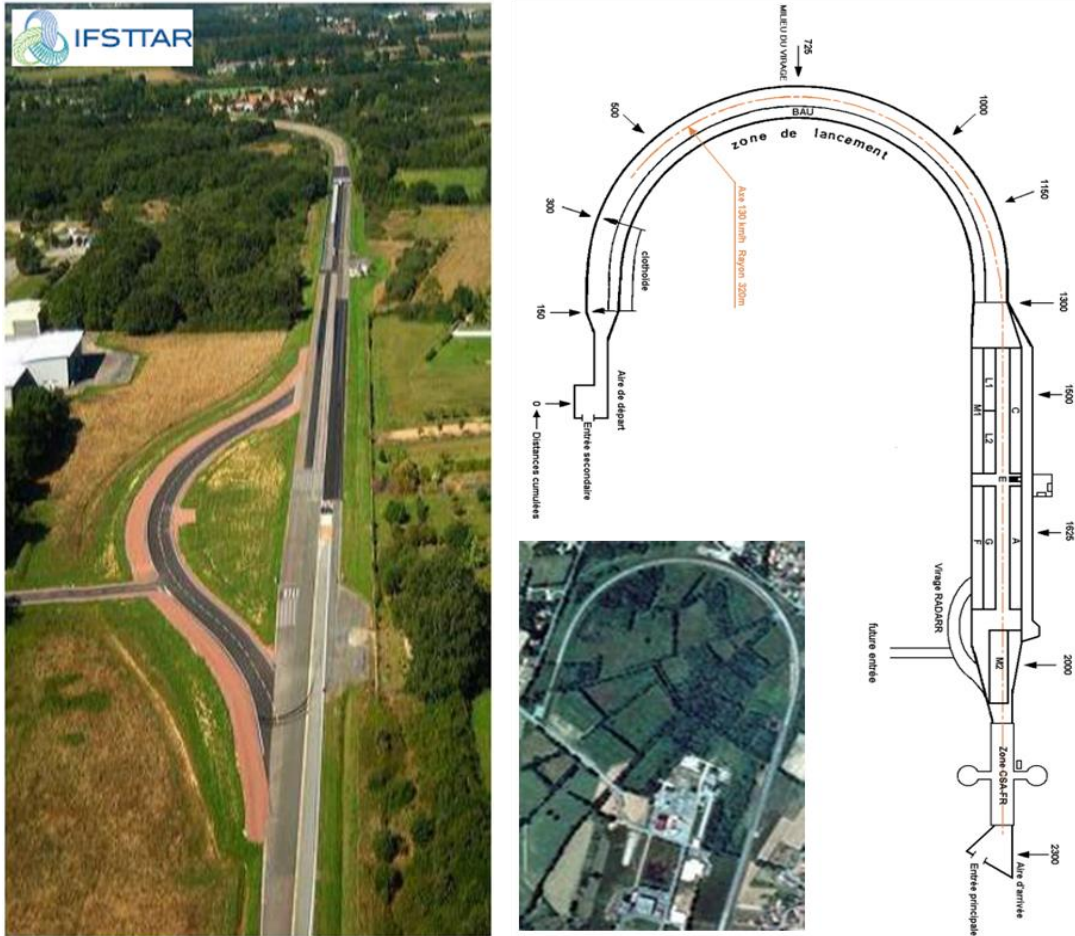 IFSTTAR
MILIEU DU VIRAGE
725
500
1000
BAU
zone de lancement
1150
300
Axe 130 km/h Rayon 320m
clothoïde
150
1300
Aire de départ
0
Distances cumulées
Entrée secondaire
L1
M1
L2
C
1500
E
A
G
F
1625
Virage RADARR
future entrée
M2
2000
Zone CSA-FR
2300
Aire d'arrivée
Entrée principale